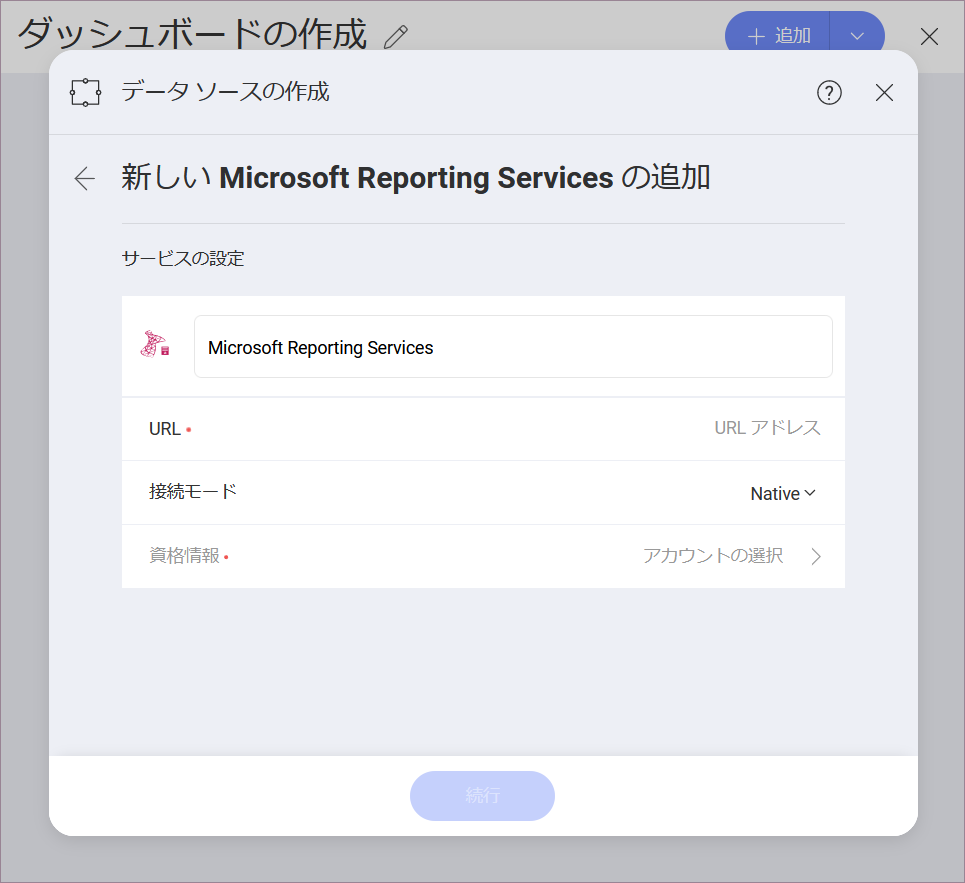 ダッシュボードの作成
追加
データ ソースの作成
新しい Microsoft Reporting Services の追加
サービスの設定
Microsoft Reporting Services
URL
URL アドレス
接続モード
Native
資格情報
アカウントの選択
続行